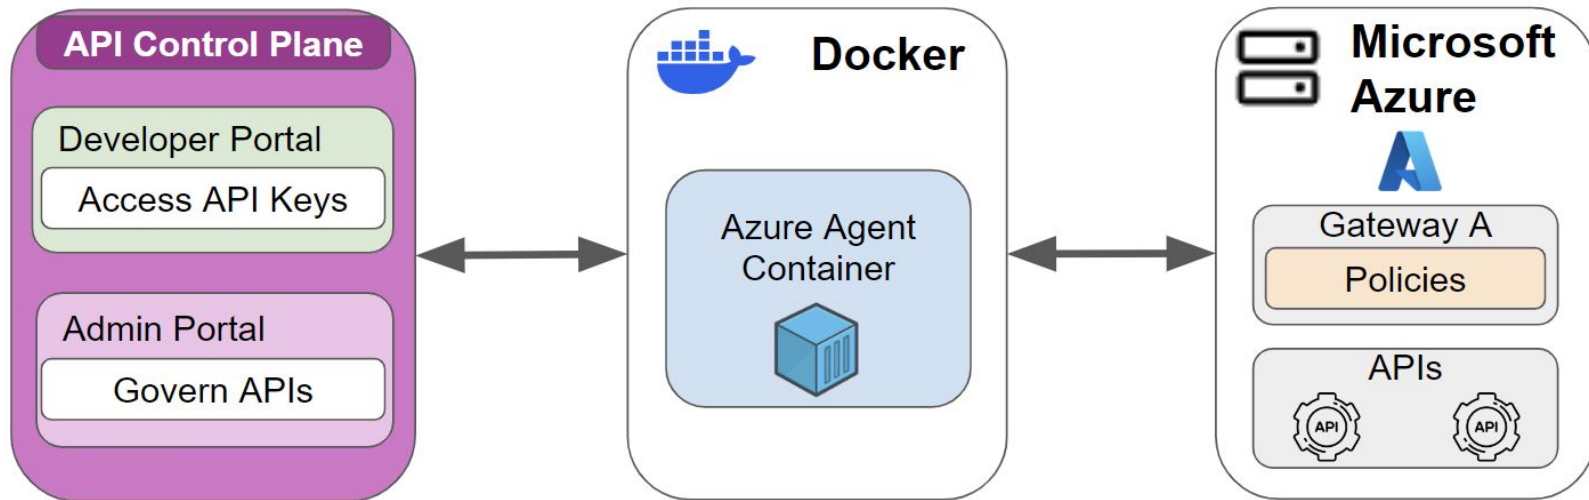 API Control Plane
Developer Portal
Access API Keys
Admin Portal
Govern APIs
Docker
Azure Agent
Container
Microsoft
Azure
Gateway A
Policies
APIs
API
API